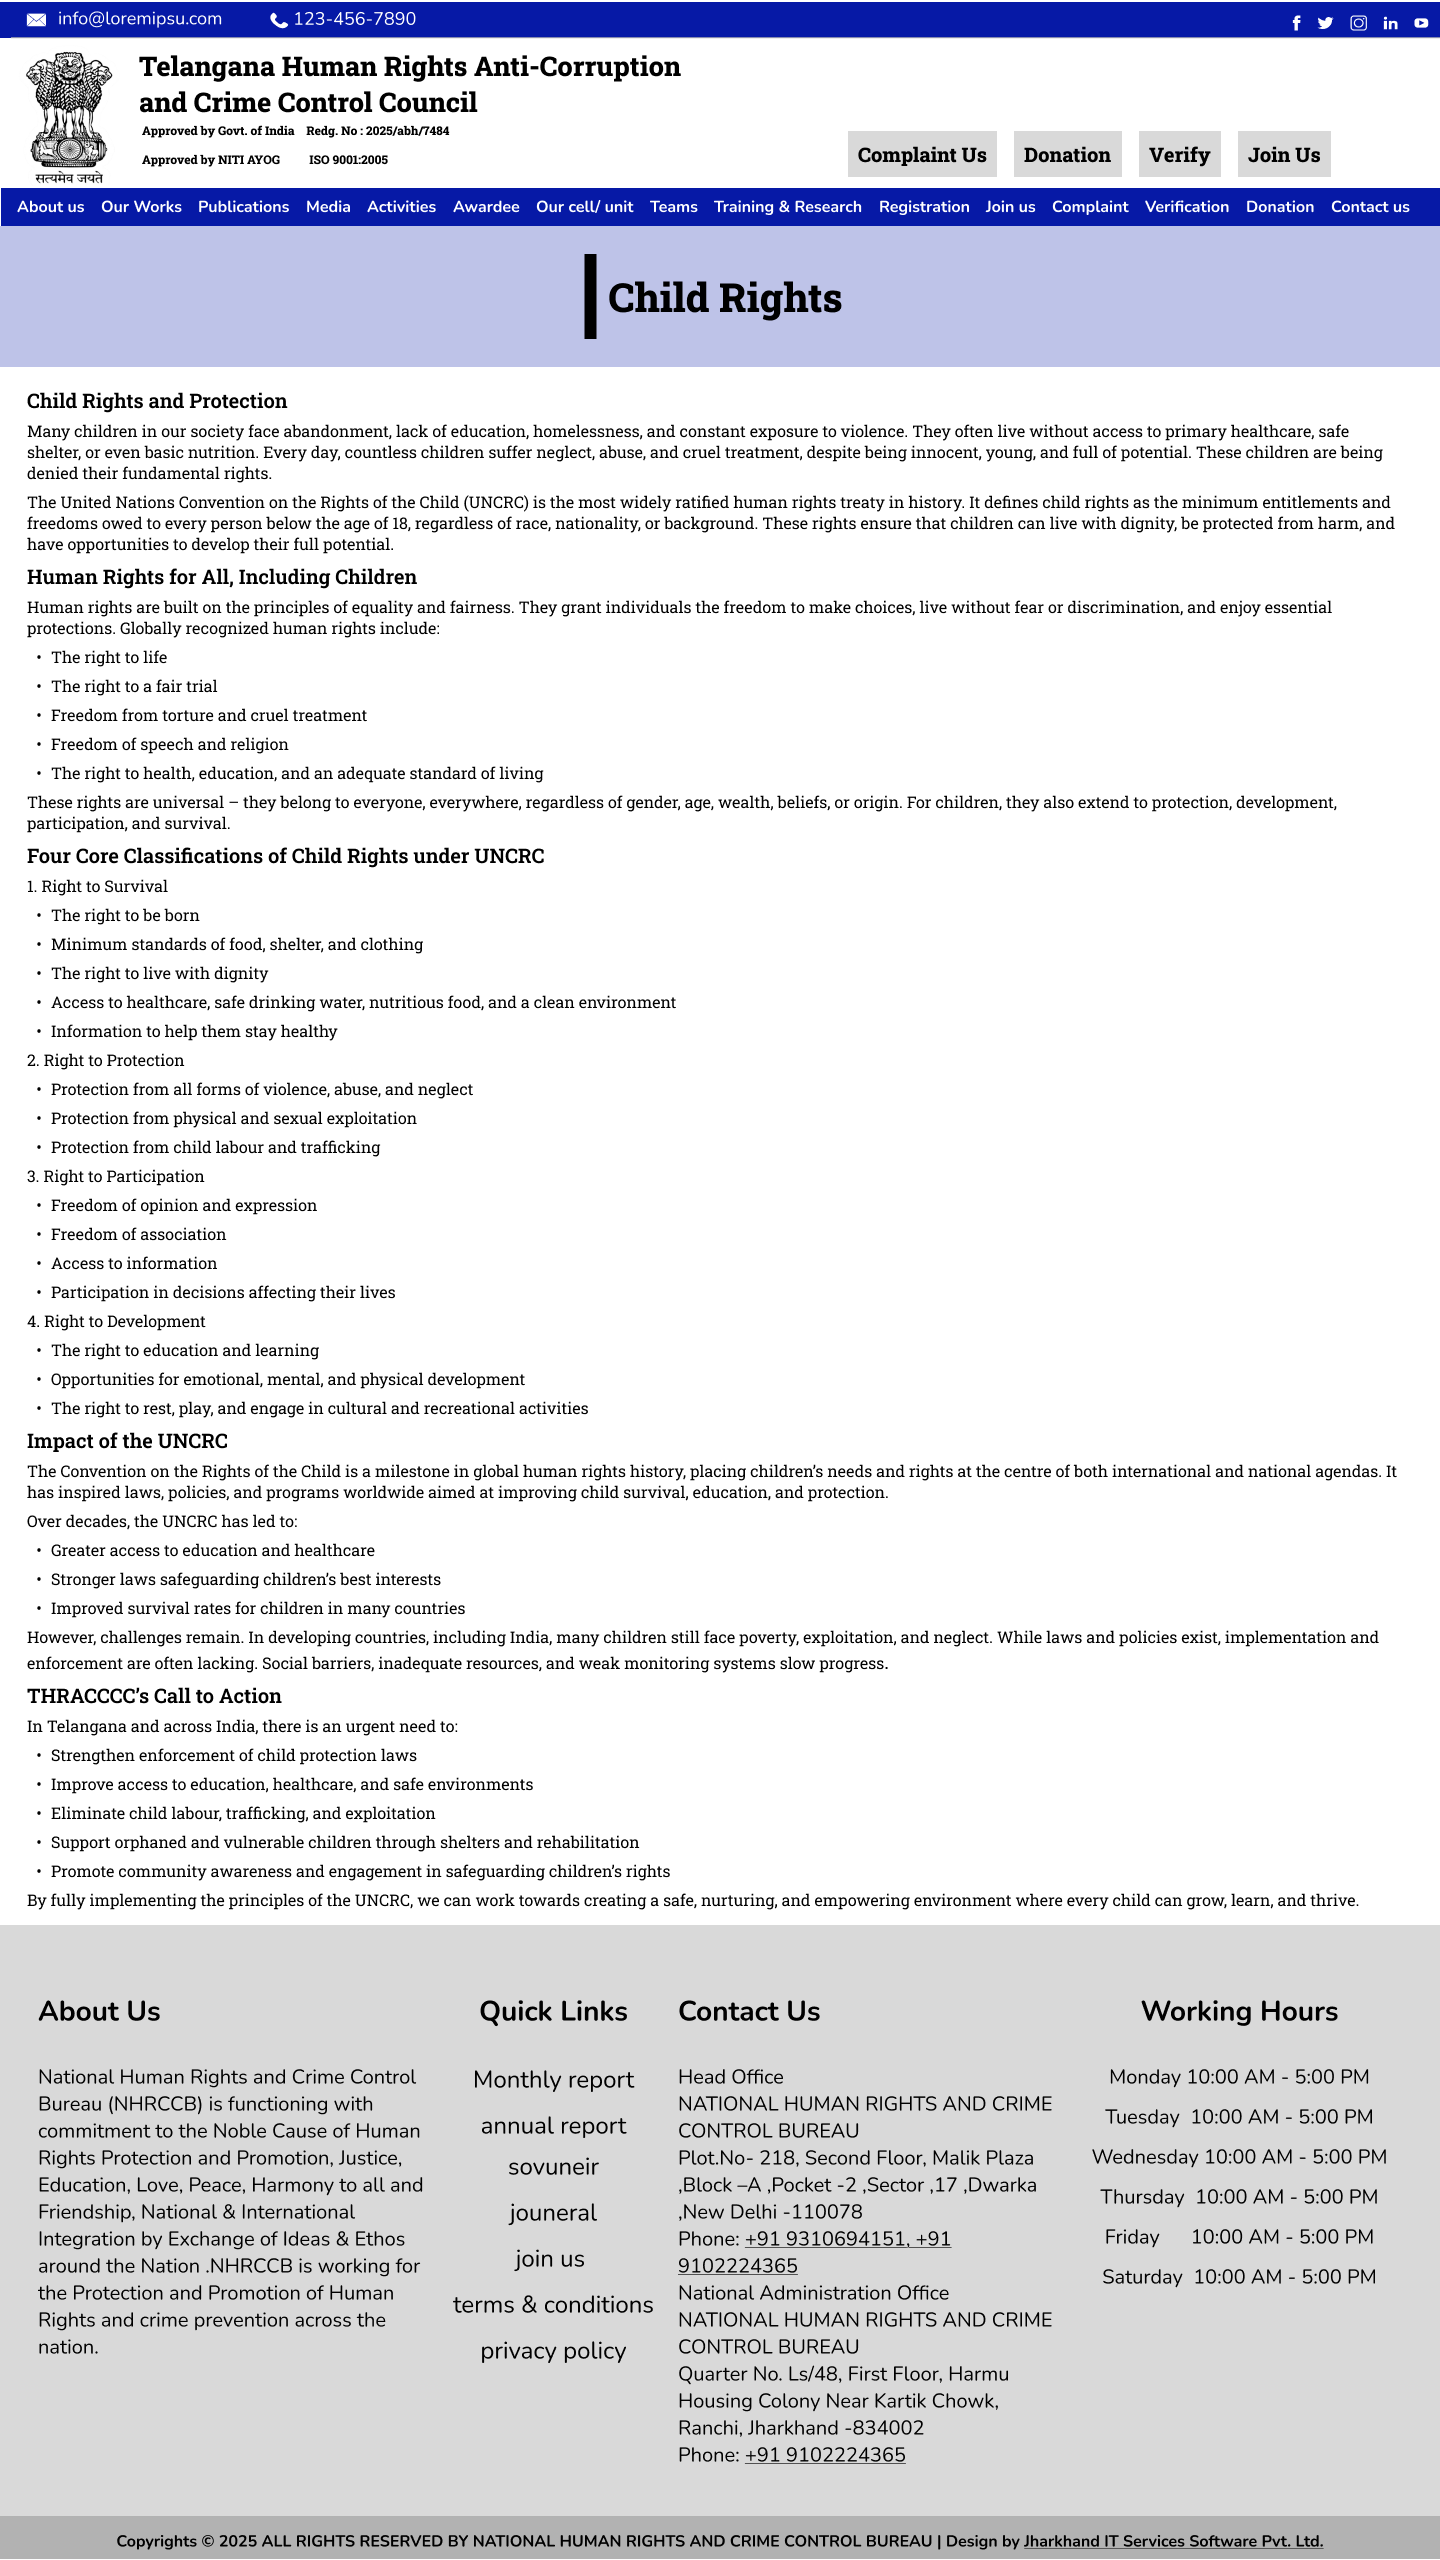 info@loremipsu.com 123-456-7890
Telangana Human Rights Anti-Corruption
and Crime Control Council
Approved by Govt. of India Redg. No : 2025/abh/7484
Approved by NITI AYOG ISO 9001:2005
सत्यमेव जयते
Complaint Us Donation Verify Join Us
About us Our Works Publications Media Activities Awardee Our cell/ unit Teams Training & Research Registration Join us Complaint Verification Donation Contact us
Child Rights
Child Rights and Protection
Many children in our society face abandonment, lack of education, homelessness, and constant exposure to violence. They often live without access to primary healthcare, safe
shelter, or even basic nutrition. Every day, countless children suffer neglect, abuse, and cruel treatment, despite being innocent, young, and full of potential. These children are being
denied their fundamental rights.
The United Nations Convention on the Rights of the Child (UNCRC) is the most widely ratified human rights treaty in history. It defines child rights as the minimum entitlements and
freedoms owed to every person below the age of 18, regardless of race, nationality, or background. These rights ensure that children can live with dignity, be protected from harm, and
have opportunities to develop their full potential.
Human Rights for All, Including Children
Human rights are built on the principles of equality and fairness. They grant individuals the freedom to make choices, live without fear or discrimination, and enjoy essential
protections. Globally recognized human rights include:
• The right to life
• The right to a fair trial
• Freedom from torture and cruel treatment
• Freedom of speech and religion
• The right to health, education, and an adequate standard of living
These rights are universal – they belong to everyone, everywhere, regardless of gender, age, wealth, beliefs, or origin. For children, they also extend to protection, development,
participation, and survival.
Four Core Classifications of Child Rights under UNCRC
1. Right to Survival
• The right to be born
• Minimum standards of food, shelter, and clothing
• The right to live with dignity
• Access to healthcare, safe drinking water, nutritious food, and a clean environment
• Information to help them stay healthy
2. Right to Protection
• Protection from all forms of violence, abuse, and neglect
• Protection from physical and sexual exploitation
• Protection from child labour and trafficking
3. Right to Participation
• Freedom of opinion and expression
• Freedom of association
• Access to information
• Participation in decisions affecting their lives
4. Right to Development
• The right to education and learning
• Opportunities for emotional, mental, and physical development
• The right to rest, play, and engage in cultural and recreational activities
Impact of the UNCRC
The Convention on the Rights of the Child is a milestone in global human rights history, placing children’s needs and rights at the centre of both international and national agendas. It
has inspired laws, policies, and programs worldwide aimed at improving child survival, education, and protection.
Over decades, the UNCRC has led to:
• Greater access to education and healthcare
• Stronger laws safeguarding children’s best interests
• Improved survival rates for children in many countries
However, challenges remain. In developing countries, including India, many children still face poverty, exploitation, and neglect. While laws and policies exist, implementation and
enforcement are often lacking. Social barriers, inadequate resources, and weak monitoring systems slow progress.
THRACCCC’s Call to Action
In Telangana and across India, there is an urgent need to:
• Strengthen enforcement of child protection laws
• Improve access to education, healthcare, and safe environments
• Eliminate child labour, trafficking, and exploitation
• Support orphaned and vulnerable children through shelters and rehabilitation
• Promote community awareness and engagement in safeguarding children’s rights
By fully implementing the principles of the UNCRC, we can work towards creating a safe, nurturing, and empowering environment where every child can grow, learn, and thrive.
About Us
National Human Rights and Crime Control
Bureau (NHRCCB) is functioning with
commitment to the Noble Cause of Human
Rights Protection and Promotion, Justice,
Education, Love, Peace, Harmony to all and
Friendship, National & International
Integration by Exchange of Ideas & Ethos
around the Nation .NHRCCB is working for
the Protection and Promotion of Human
Rights and crime prevention across the
nation.
Quick Links
Monthly report
annual report
sovuneir
jouneral
join us
terms & conditions
privacy policy
Contact Us
Head Office
NATIONAL HUMAN RIGHTS AND CRIME
CONTROL BUREAU
Plot.No- 218, Second Floor, Malik Plaza
,Block –A ,Pocket -2 ,Sector ,17 ,Dwarka
,New Delhi -110078
Phone: +91 9310694151, +91
9102224365
National Administration Office
NATIONAL HUMAN RIGHTS AND CRIME
CONTROL BUREAU
Quarter No. Ls/48, First Floor, Harmu
Housing Colony Near Kartik Chowk,
Ranchi, Jharkhand -834002
Phone: +91 9102224365
Working Hours
Monday 10:00 AM - 5:00 PM
Tuesday 10:00 AM - 5:00 PM
Wednesday 10:00 AM - 5:00 PM
Thursday 10:00 AM - 5:00 PM
Friday 10:00 AM - 5:00 PM
Saturday 10:00 AM - 5:00 PM
Copyrights © 2025 ALL RIGHTS RESERVED BY NATIONAL HUMAN RIGHTS AND CRIME CONTROL BUREAU | Design by Jharkhand IT Services Software Pvt. Ltd.